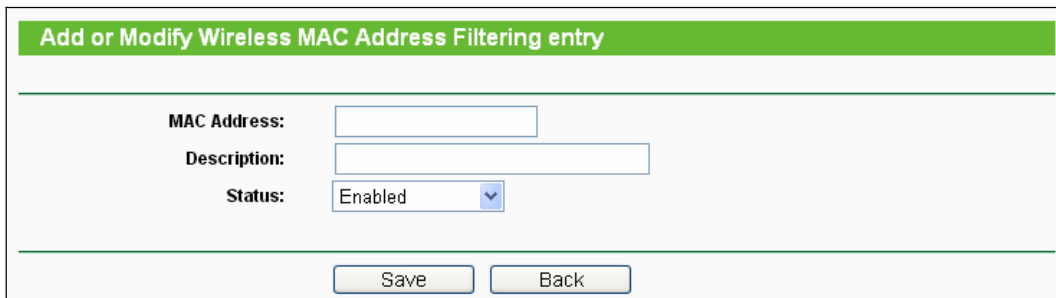 Add or Modify Wireless MAC Address Filtering entry
MAC Address:
Description:
Status: Enabled
Save Back